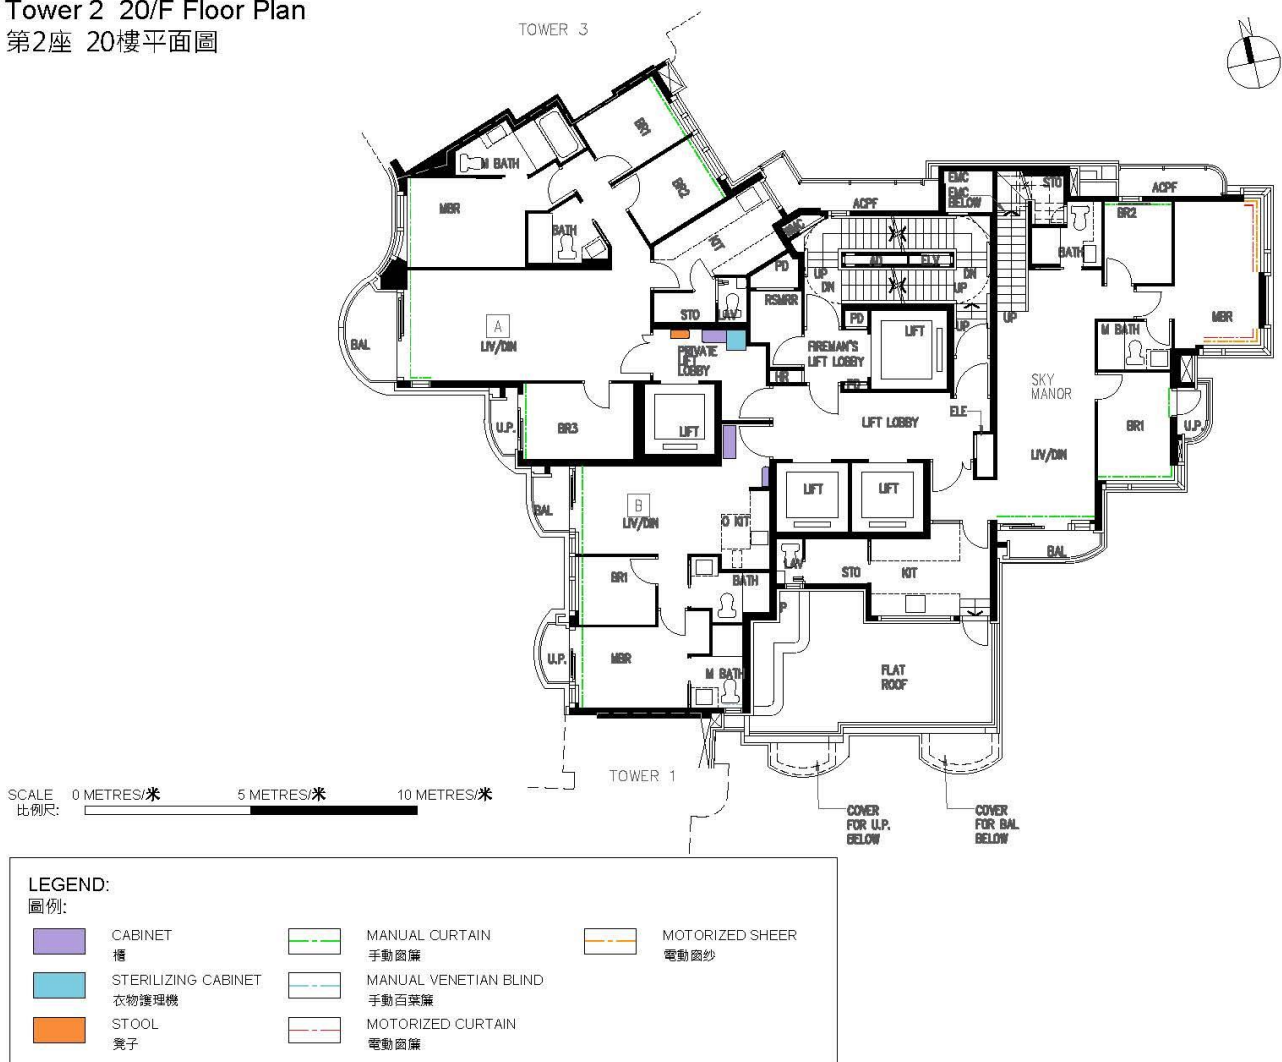 Tower 2 20/F Floor Plan
第2座 20樓平面圖
TOWER 3
N
BR1
M BATH
BR2
MBR
BATH
KIT
EMC
ACPF
EMC
EMC
BELOW
STO
ACPF
BR2
BATH
PD
UP
DN
AD
ELV
DN
UP
RSMRR
STO
LAV
PD
UP
UP
MBR
M BATH
A
LIV/DIN
BAL
PRIVATE
LIFT
LOBBY
FIREMAN'S
LIFT LOBBY
LIFT
HR
PD
SKY
MANOR
ELE
LIFT LOBBY
U.P.
BR3
LIFT
BR1
U.P.
LIV/DIN
LIFT
LIFT
BAL
B
LIV/DIN
O KIT
BAL
LAV
STO
KIT
BR1
BATH
P
U.P.
MBR
M BATH
FLAT
ROOF
TOWER 1
SCALE 0 METRES/米 5 METRES/米 10 METRES/米
比例尺:
COVER
FOR U.P.
BELOW
COVER
FOR BAL
BELOW
LEGEND:
圖例:
CABINET
櫃
MANUAL CURTAIN
手動窗簾
MOTORIZED SHEER
電動窗紗
STERILIZING CABINET
衣物護理機
MANUAL VENETIAN BLIND
手動百葉簾
STOOL
凳子
MOTORIZED CURTAIN
電動窗簾